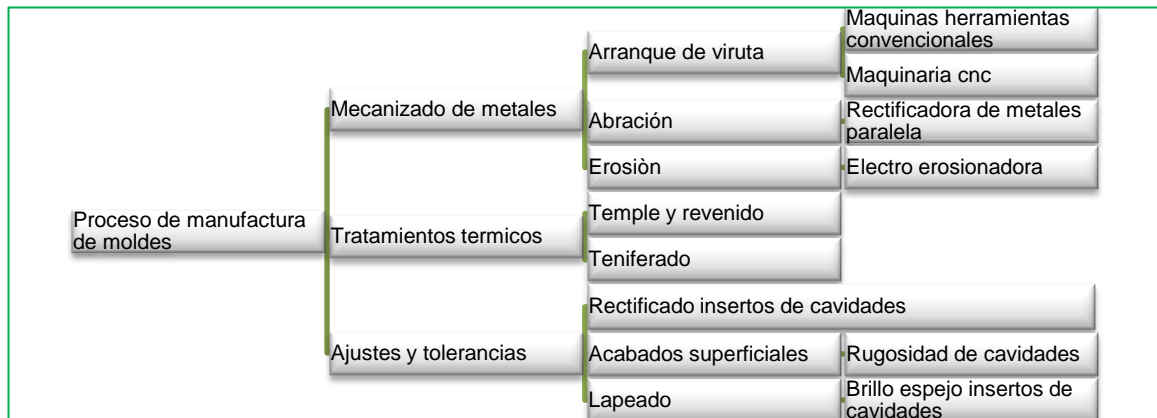 Proceso de manufactura
de moldes
Mecanizado de metales
Arranque de viruta
Maquinas herramientas
convencionales
Maquinaria cnc
Abración
Rectificadora de metales
paralela
Erosiòn
Electro erosionadora
Tratamientos termicos
Temple y revenido
Teniferado
Ajustes y tolerancias
Rectificado insertos de cavidades
Acabados superficiales
Rugosidad de cavidades
Lapeado
Brillo espejo insertos de
cavidades